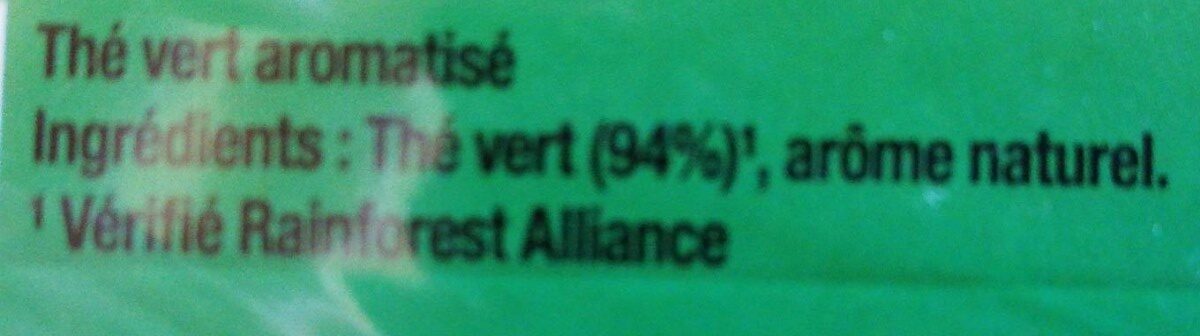 Thé vert aromatisé
Ingrédients : Thé vert (94%)¹, arôme naturel.
¹ Vérifié Rainforest Alliance